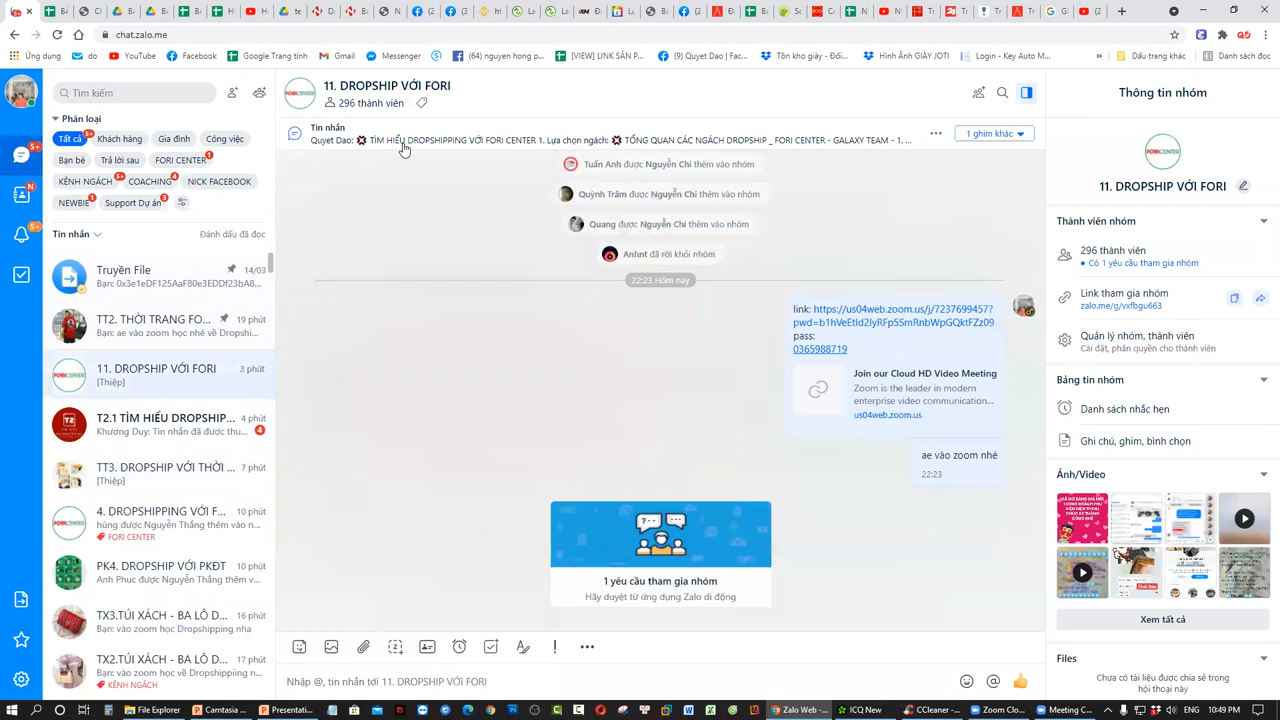 chat.zalo.me
Ứng dụng
do
YouTube
Facebook
Google Trang tính
Gmail
Messenger
(64) nguyen hong p...
[VIEW] LINK SẢN P...
(9) Quyet Dao | Fac...
Tồn kho giày - Đối...
Hình Ảnh GIÀY JOTI
Login - Key Auto M...
»
Dấu trang khác
Danh sách đọc
Tìm kiếm
Phân loại
Tất cả 5+
Khách hàng
Gia đình
Công việc
Bạn bè
Trả lời sau
FORI CENTER 1
KÊNH NGÁCH 5+
COACHING 4
NICK FACEBOOK
NEWBIE 1
Support Dự án 3
Tin nhắn
Đánh dấu đã đọc
Truyền File
14/03
Bạn: 0x3e1eDF125AaF80e3EDDf23bA8...
TT2. THỜI TRANG FO...
19 phút
Bạn: ae vào zoom học nhé về Dropshi...
11. DROPSHIP VỚI FORI
3 phút
[Thiệp]
T2.1 TÌM HIỂU DROPSHIP...
4 phút
Khương Duy: Tin nhắn đã được thu...
4
TT3. DROPSHIP VỚI THỜI ...
7 phút
[Thiệp]
4. DROPSHIPPING VỚI F...
10 phút
hùng được Nguyễn Thắng thêm v...
FORI CENTER
PK4. DROPSHIP VỚI PKĐT
10 phút
Anh Phuc được Nguyễn Thắng thêm v...
TX3.TÚI XÁCH - BA LÔ D...
16 phút
Bạn: vào zoom học Dropshipping nha
TX2.TÚI XÁCH - BA LÔ D...
17 phút
Bạn: vào zoom học về Dropshippiing n...
KÊNH NGÁCH
11. DROPSHIP VỚI FORI
296 thành viên
Tin nhắn
Quyet Dao: 💢 TÌM HIỂU DROPSHIPPING VỚI FORI CENTER 1. Lựa chọn ngách: 💢 TỔNG QUAN CÁC NGÁCH DROPSHIP _ FORI CENTER - GALAXY TEAM - 1. ...
1 ghim khác
Tuấn Anh được Nguyễn Chi thêm vào nhóm
Quỳnh Trâm được Nguyễn Chi thêm vào nhóm
Quang được Nguyễn Chi thêm vào nhóm
Anhnt đã rời khỏi nhóm
22:23 Hôm nay
link: https://us04web.zoom.us/j/7237699457?
pwd=b1hVeEtld2lyRFp5SmRnbWpGQktFZz09
pass:
0365988719
Join our Cloud HD Video Meeting
Zoom is the leader in modern
enterprise video communication...
us04web.zoom.us
ae vào zoom nhé
22:23
1 yêu cầu tham gia nhóm
Hãy duyệt từ ứng dụng Zalo di động
Nhập @, tin nhắn tới 11. DROPSHIP VỚI FORI
Thông tin nhóm
FORICENTER
11. DROPSHIP VỚI FORI
Thành viên nhóm
296 thành viên
Có 1 yêu cầu tham gia nhóm
Link tham gia nhóm
zalo.me/g/vxfbgu663
Quản lý nhóm, thành viên
Cài đặt, phân quyền cho thành viên
Bảng tin nhóm
Danh sách nhắc hẹn
Ghi chú, ghim, bình chọn
Ảnh/Video
Xem tất cả
Files
Chưa có tài liệu được chia sẻ trong
hội thoại này
File Explorer
Camtasia ...
Presentati...
Zalo Web - ...
ICQ New
CCleaner - ...
Zoom Clo...
Meeting C...
ENG
10:49 PM